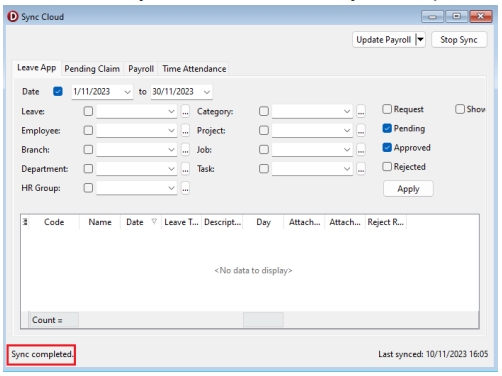 Sync Cloud
Update Payroll Stop Sync
Leave App Pending Claim Payroll Time Attendance
Date 1/11/2023 to 30/11/2023
Leave: ... Category: ... Request Show
Employee: ... Project: ... Pending
Branch: ... Job: ... Approved
Department: ... Task: ... Rejected
HR Group: ... Apply
Code Name Date Leave T... Descript... Day Attach... Attach... Reject R...
<No data to display>
Count =
Sync completed. Last synced: 10/11/2023 16:05